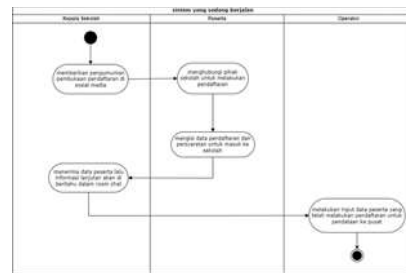 sistem yang sedang berjalan
Kepala Sekolah
Peserta
Operator
memberikan pengumuman
pembukaan pendaftaran di
sosial media
menghubungi pihak
sekolah untuk melakukan
pendaftaran
mengisi data pendaftaran dan
persyaratan untuk masuk ke
sekolah
menerima data peserta lalu
informasi lanjutan akan di
beritahu dalam room chat
melakukan input data peserta yang
telah melakukan pendaftaran untuk
pendataan ke pusat